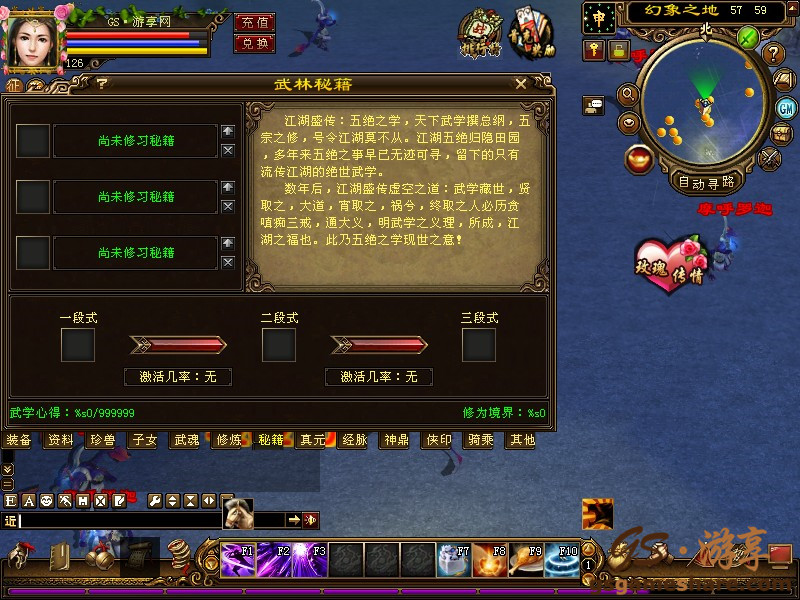 GS·游享网
充值
兑换
126
排行榜
幻象之地 57 59
申
北
GM
自动寻路
摩呼罗迦
玫瑰传情
征
?
武林秘籍
尚未修习秘籍
尚未修习秘籍
尚未修习秘籍
江湖盛传：五绝之学，天下武学撰总纲，五
宗之修，号令江湖莫不从。江湖五绝归隐田园
，多年来五绝之事早已无迹可寻，留下的只有
流传江湖的绝世武学。
数年后，江湖盛传虚空之道：武学藏世，贤
取之，大道，宵取之，祸兮，终取之人必历贪
嗔痴三戒，通大义，明武学之义理，所成，江
湖之福也。此乃五绝之学现世之意！
一段式
二段式
三段式
激活几率：无
激活几率：无
武学心得：%s0/999999
修为境界：%s0
装备 资料 珍兽 子女 武魂 修炼 秘籍 真元 经脉 神鼎 侠印 骑乘 其他
近
F1 F2 F3 F7 F8 F9 F10
1
GS·游享